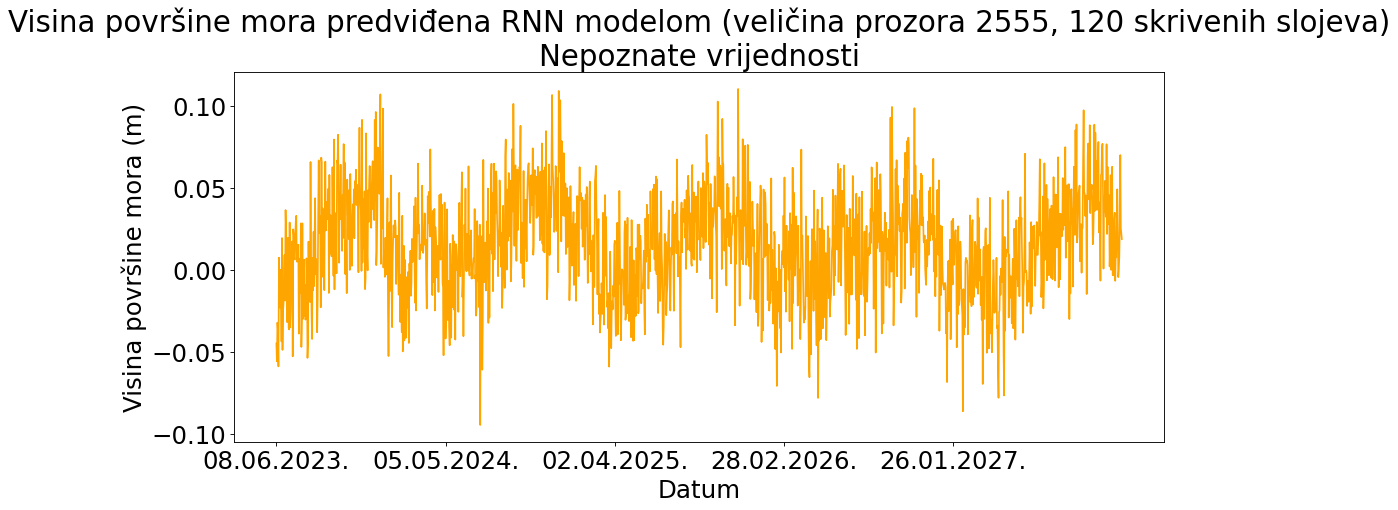 Visina površine mora predviđena RNN modelom (veličina prozora 2555, 120 skrivenih slojeva)
Nepoznate vrijednosti
Visina površine mora (m)
0.10
0.05
0.00
−0.05
−0.10
08.06.2023. 05.05.2024. 02.04.2025. 28.02.2026. 26.01.2027.
Datum